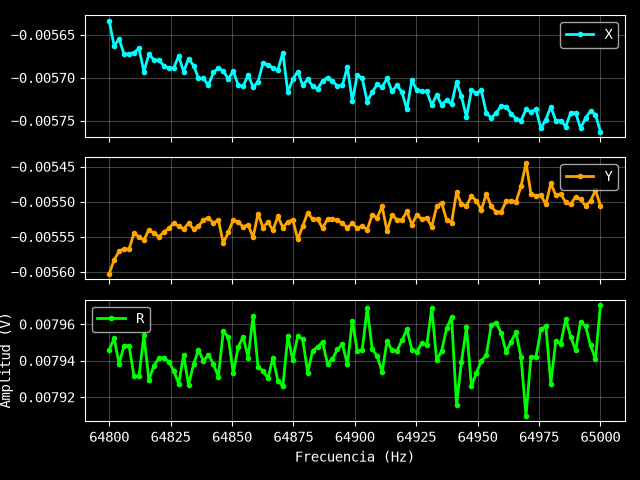 −0.00565
−0.00570
−0.00575
X
−0.00545
−0.00550
−0.00555
−0.00560
Y
Amplitud (V)
0.00796
0.00794
0.00792
R
64800 64825 64850 64875 64900 64925 64950 64975 65000
Frecuencia (Hz)